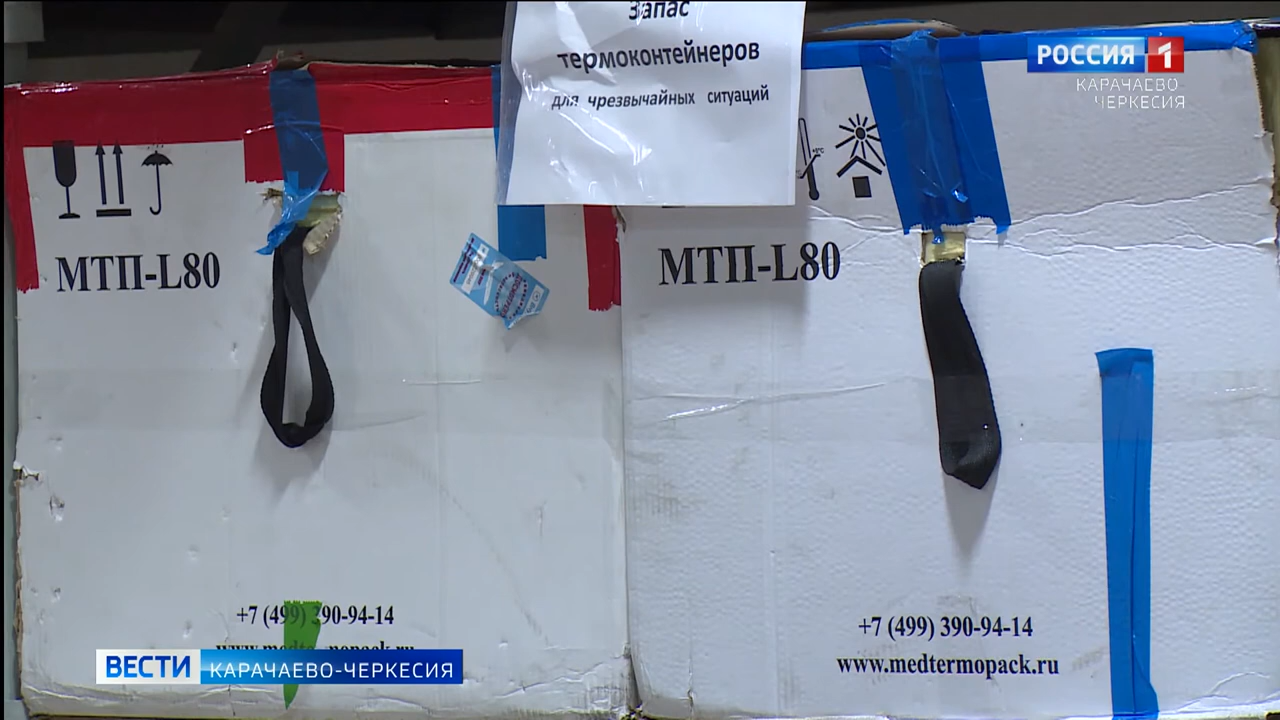 Запас
термоконтейнеров
для чрезвычайных ситуаций
РОССИЯ 1
КАРАЧАЕВО
ЧЕРКЕСИЯ
МТП-L80
МТП-L80
+7 (499) 390-94-14
+7 (499) 390-94-14
www.medtermopack.ru
ВЕСТИ КАРАЧАЕВО-ЧЕРКЕСИЯ